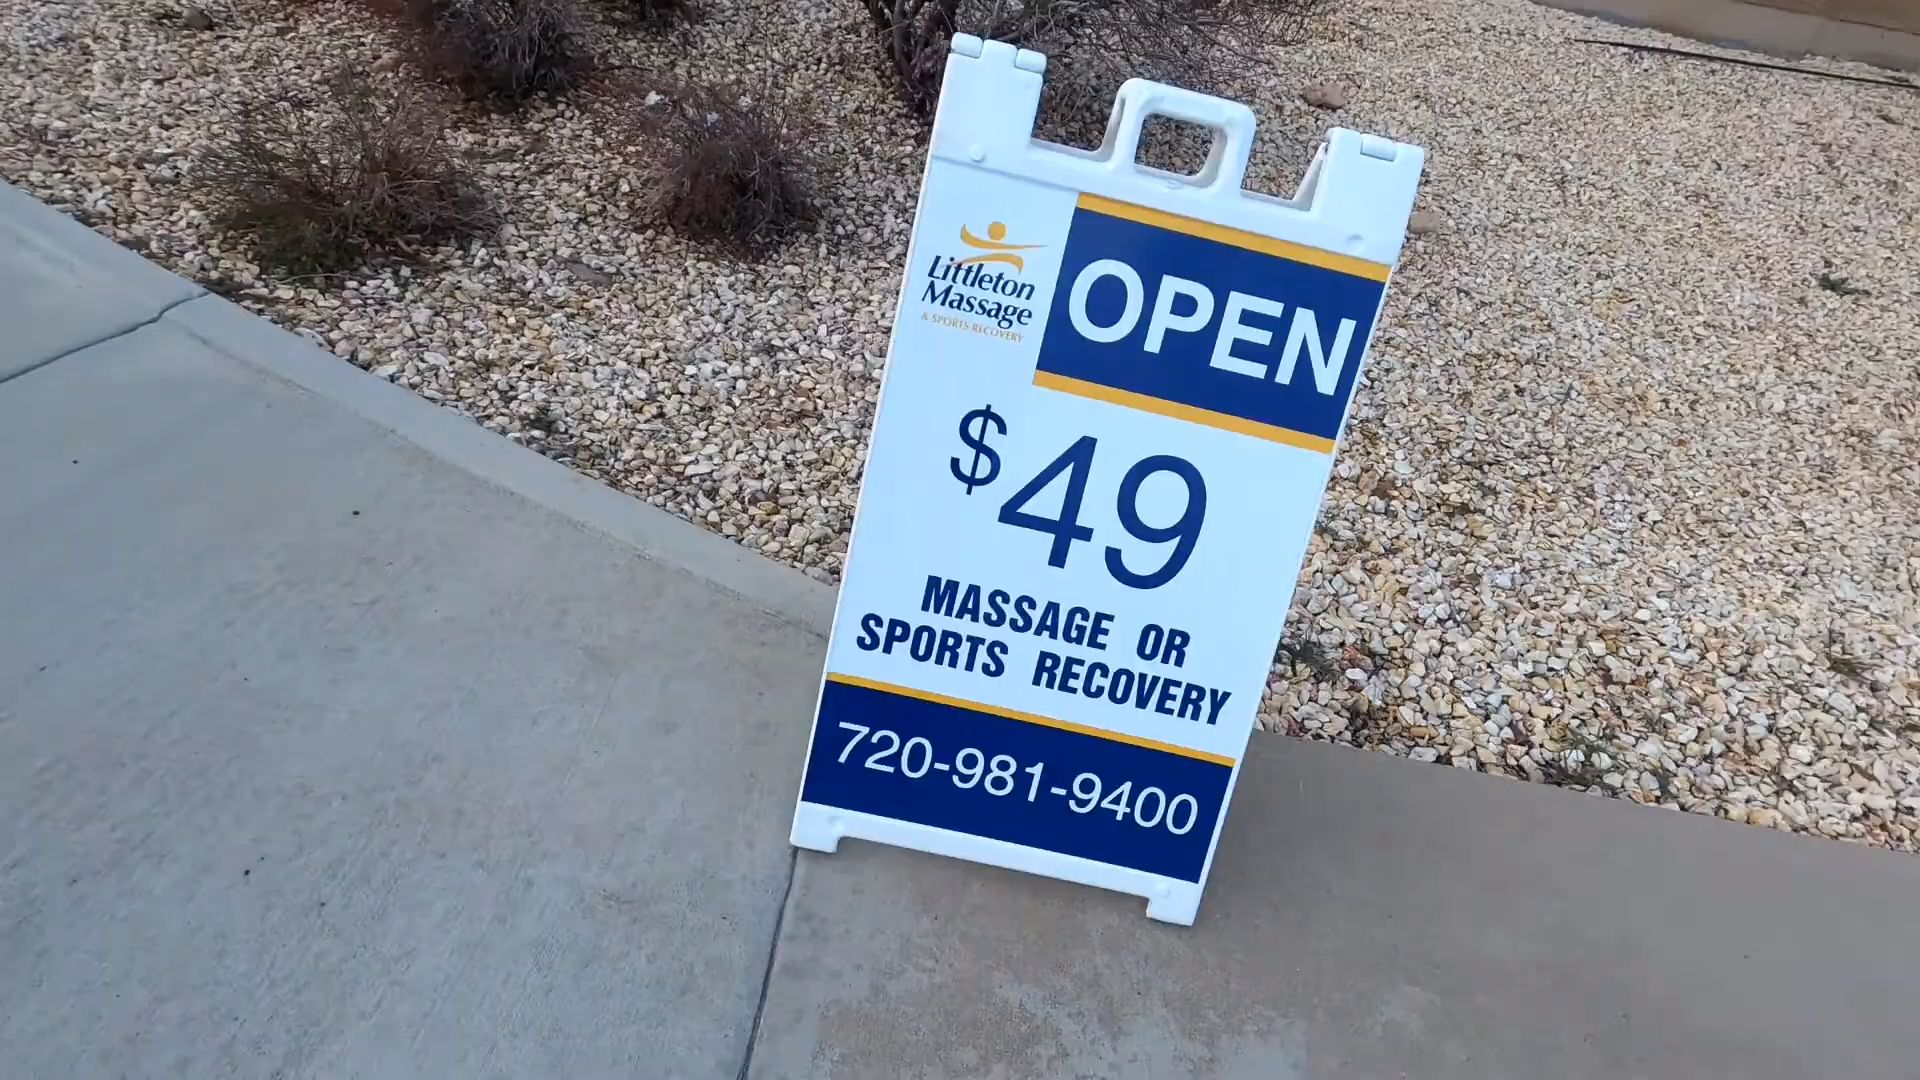 Littleton
Massage
& SPORTS RECOVERY
OPEN
$49
MASSAGE OR
SPORTS RECOVERY
720-981-9400